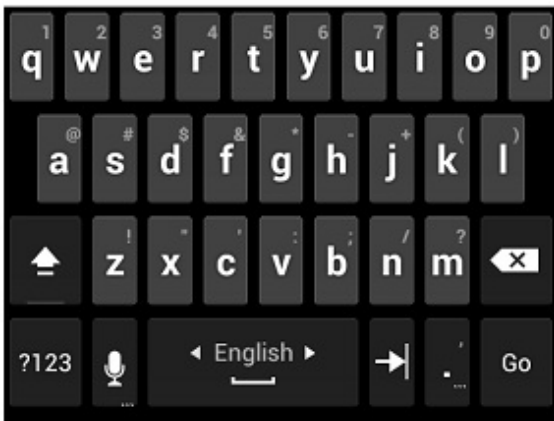 1 2 3 4 5 6 7 8 9 0
q w e r t y u i o p
@ # $ & * - + ( )
a s d f g h j k l
! " ' : ; / ?
z x c v b n m
?123 ◂ English ▸ . , ... Go
...